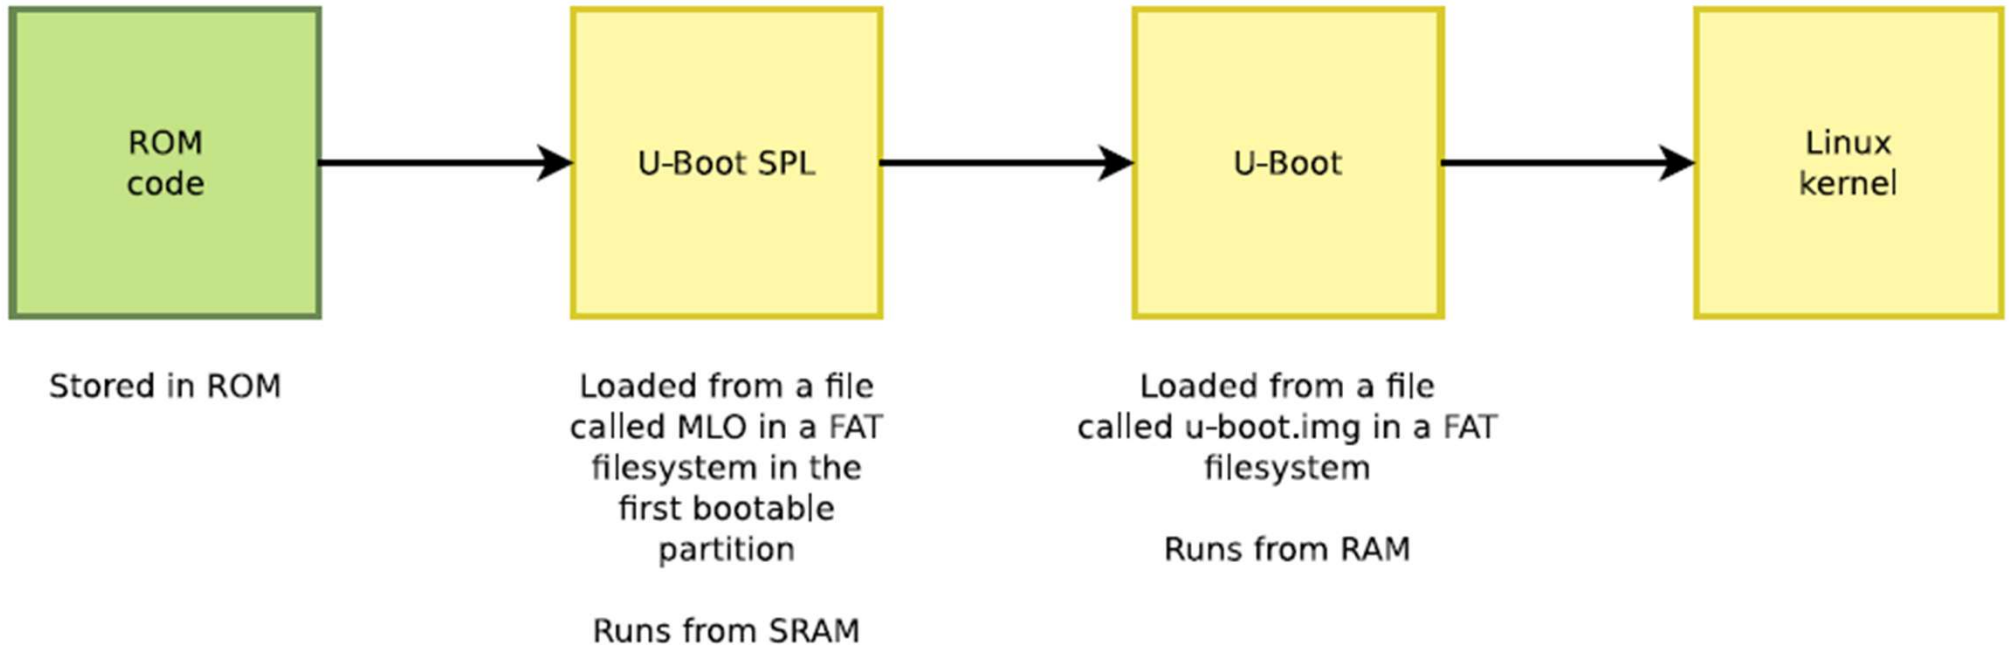 ROM
code
U-Boot SPL
U-Boot
Linux
kernel
Stored in ROM
Loaded from a file
called MLO in a FAT
filesystem in the
first bootable
partition
Runs from SRAM
Loaded from a file
called u-boot.img in a FAT
filesystem
Runs from RAM